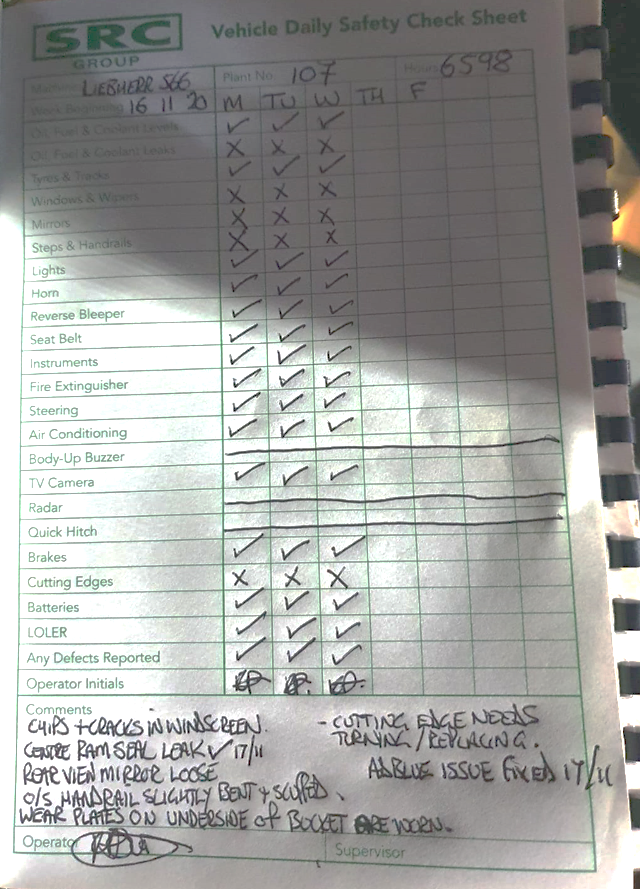 SRC
GROUP
Vehicle Daily Safety Check Sheet
Machine LIEBHERR 566 Plant No. 107 Hours 6598
Week Beginning 16 11 20 M TU W TH F
Oil, Fuel & Coolant Levels ✓ ✓ ✓
Oil, Fuel & Coolant Leaks X X X
Tyres & Tracks ✓ ✓ ✓
Windows & Wipers X X X
Mirrors X X X
Steps & Handrails X X X
Lights ✓ ✓ ✓
Horn ✓ ✓ ✓
Reverse Bleeper ✓ ✓ ✓
Seat Belt ✓ ✓ ✓
Instruments ✓ ✓ ✓
Fire Extinguisher ✓ ✓ ✓
Steering ✓ ✓ ✓
Air Conditioning ✓ ✓ ✓
Body-Up Buzzer
TV Camera ✓ ✓ ✓
Radar
Quick Hitch
Brakes ✓ ✓ ✓
Cutting Edges X X X
Batteries ✓ ✓ ✓
LOLER ✓ ✓ ✓
Any Defects Reported ✓ ✓ ✓
Operator Initials
Comments
CHIPS + CRACKS IN WINDSCREEN.
CENTRE RAM SEAL LEAK ✓ 17/11
REAR VIEW MIRROR LOOSE
O/S HANDRAIL SLIGHTLY BENT + SCUFFED.
WEAR PLATES ON UNDERSIDE OF BUCKET ARE WORN.
- CUTTING EDGE NEEDS
TURNING / REPLACING.
ADBLUE ISSUE FIXED 17/11
Operator
Supervisor